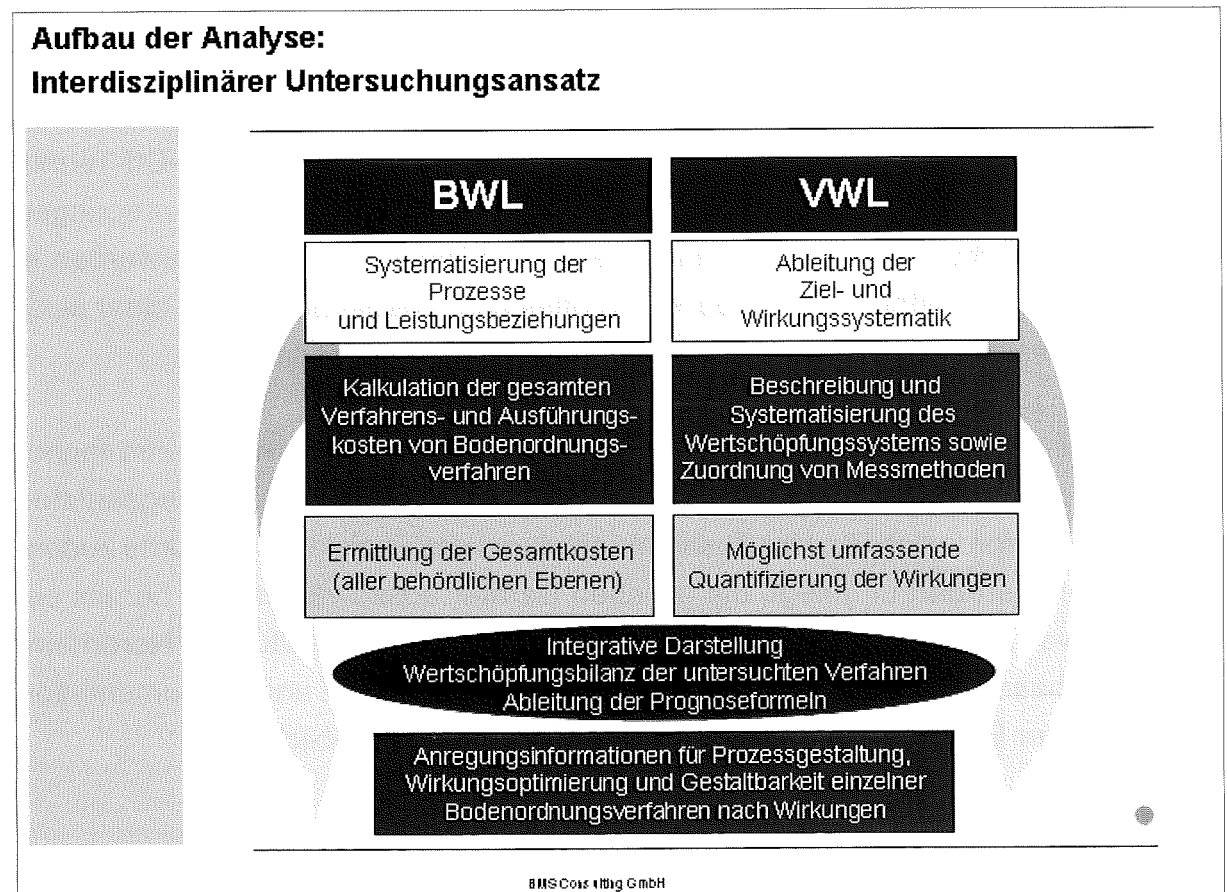 Aufbau der Analyse:
Interdisziplinärer Untersuchungsansatz
BWL
Systematisierung der
Prozesse
und Leistungsbeziehungen
Kalkulation der gesamten
Verfahrens- und Ausführungs-
kosten von Bodenordnungs-
verfahren
Ermittlung der Gesamtkosten
(aller behördlichen Ebenen)
VWL
Ableitung der
Ziel- und
Wirkungssystematik
Beschreibung und
Systematisierung des
Wertschöpfungssystems sowie
Zuordnung von Messmethoden
Möglichst umfassende
Quantifizierung der Wirkungen
Integrative Darstellung
Wertschöpfungsbilanz der untersuchten Verfahren
Ableitung der Prognoseformeln
Anregungsinformationen für Prozessgestaltung,
Wirkungsoptimierung und Gestaltbarkeit einzelner
Bodenordnungsverfahren nach Wirkungen
BMS Consulting GmbH